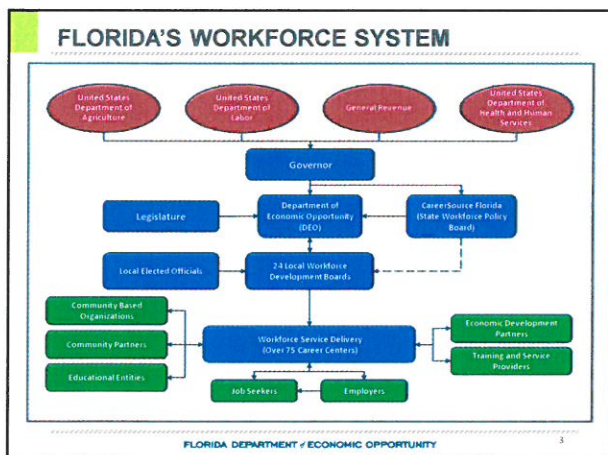 FLORIDA'S WORKFORCE SYSTEM
United States
Department of
Agriculture
United States
Department of
Labor
General Revenue
United States
Department of
Health and Human
Services
Governor
Legislature
Department of
Economic Opportunity
(DEO)
CareerSource Florida
(State Workforce Policy
Board)
Local Elected Officials
24 Local Workforce
Development Boards
Community Based
Organizations
Community Partners
Educational Entities
Workforce Service Delivery
(Over 75 Career Centers)
Economic Development
Partners
Training and Service
Providers
Job Seekers
Employers
FLORIDA DEPARTMENT of ECONOMIC OPPORTUNITY
3